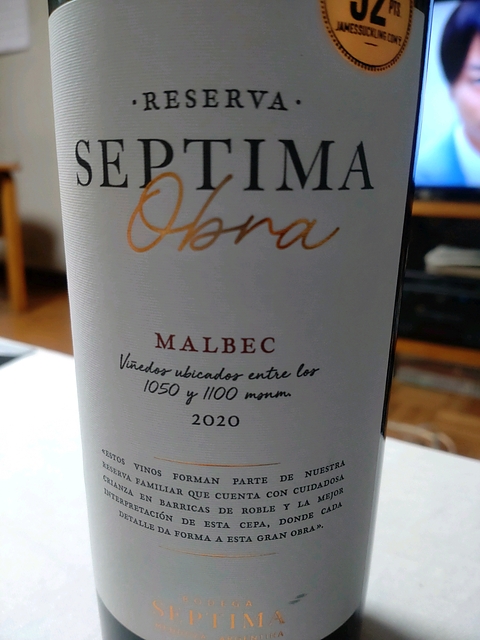 92 PTS.
JAMESSUCKLING.COM
·RESERVA·
SEPTIMA
Obra
MALBEC
Viñedos ubicados entre los
1050 y 1100 msnm.
2020
«ESTOS VINOS FORMAN PARTE DE NUESTRA
RESERVA FAMILIAR QUE CUENTA CON CUIDADOSA
CRIANZA EN BARRICAS DE ROBLE Y LA MEJOR
INTERPRETACIÓN DE ESTA CEPA, DONDE CADA
DETALLE DA FORMA A ESTA GRAN OBRA».
BODEGA
SEPTIMA